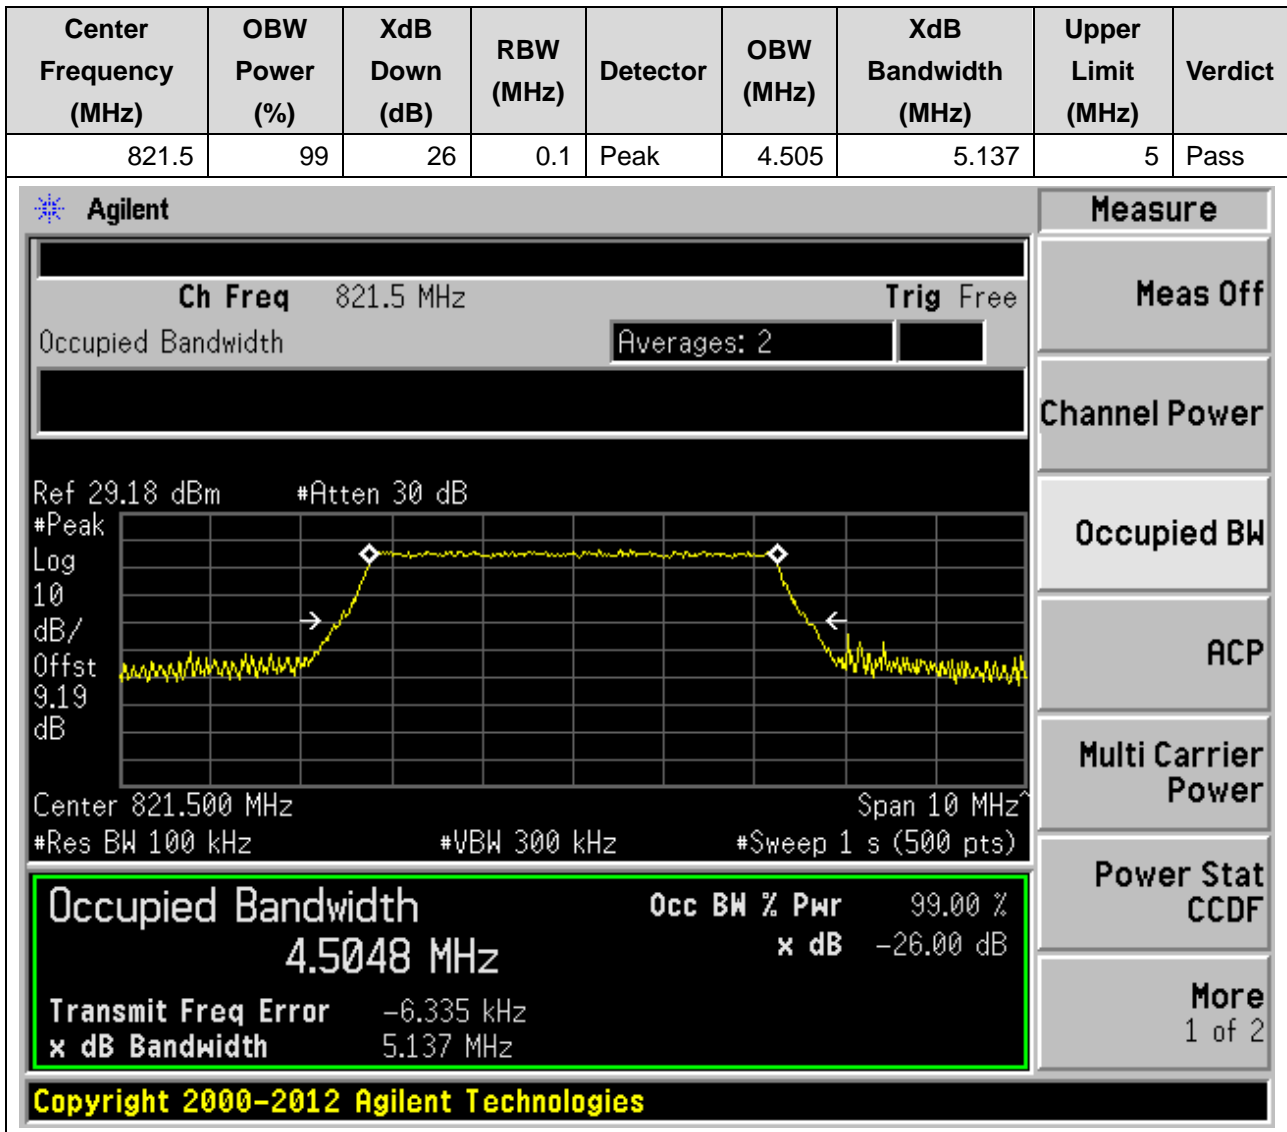 Center Frequency (MHz) OBW Power (%) XdB Down (dB) RBW (MHz) Detector OBW (MHz) XdB Bandwidth (MHz) Upper Limit (MHz) Verdict
821.5 99 26 0.1 Peak 4.505 5.137 5 Pass
Agilent
Ch Freq 821.5 MHz Trig Free
Occupied Bandwidth Averages: 2
Ref 29.18 dBm #Atten 30 dB
#Peak
Log
10
dB/
Offst
9.19
dB
Center 821.500 MHz Span 10 MHz^
#Res BW 100 kHz #VBW 300 kHz #Sweep 1 s (500 pts)
Occupied Bandwidth Occ BW % Pwr 99.00 %
4.5048 MHz x dB -26.00 dB
Transmit Freq Error -6.335 kHz
x dB Bandwidth 5.137 MHz
Copyright 2000-2012 Agilent Technologies
Measure
Meas Off
Channel Power
Occupied BW
ACP
Multi Carrier
Power
Power Stat
CCDF
More
1 of 2